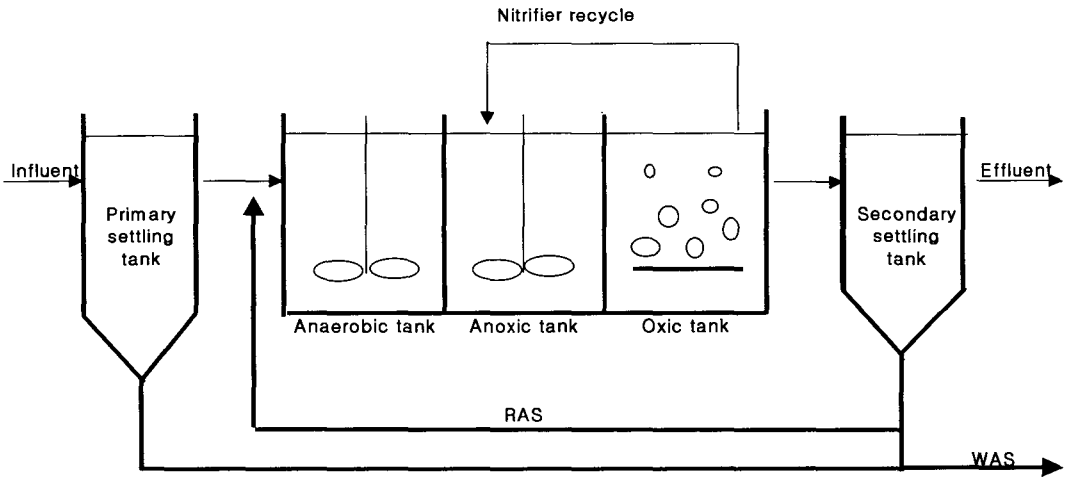 Nitrifier recycle
Influent
Effluent
Primary
settling
tank
Secondary
settling
tank
Anaerobic tank
Anoxic tank
Oxic tank
RAS
WAS